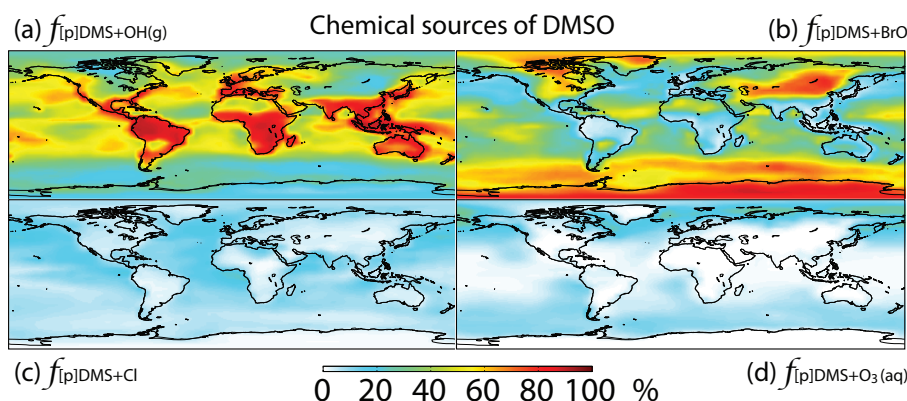 (a) f[p]DMS+OH(g) Chemical sources of DMSO (b) f[p]DMS+BrO
(c) f[p]DMS+Cl 0 20 40 60 80 100 % (d) f[p]DMS+O3(aq)